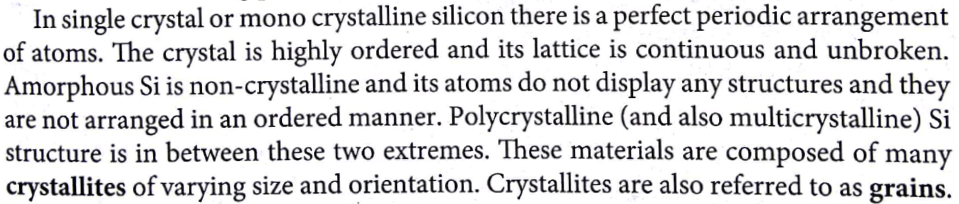 In single crystal or mono crystalline silicon there is a perfect periodic arrangement
of atoms. The crystal is highly ordered and its lattice is continuous and unbroken.
Amorphous Si is non-crystalline and its atoms do not display any structures and they
are not arranged in an ordered manner. Polycrystalline (and also multicrystalline) Si
structure is in between these two extremes. These materials are composed of many
crystallites of varying size and orientation. Crystallites are also referred to as grains.